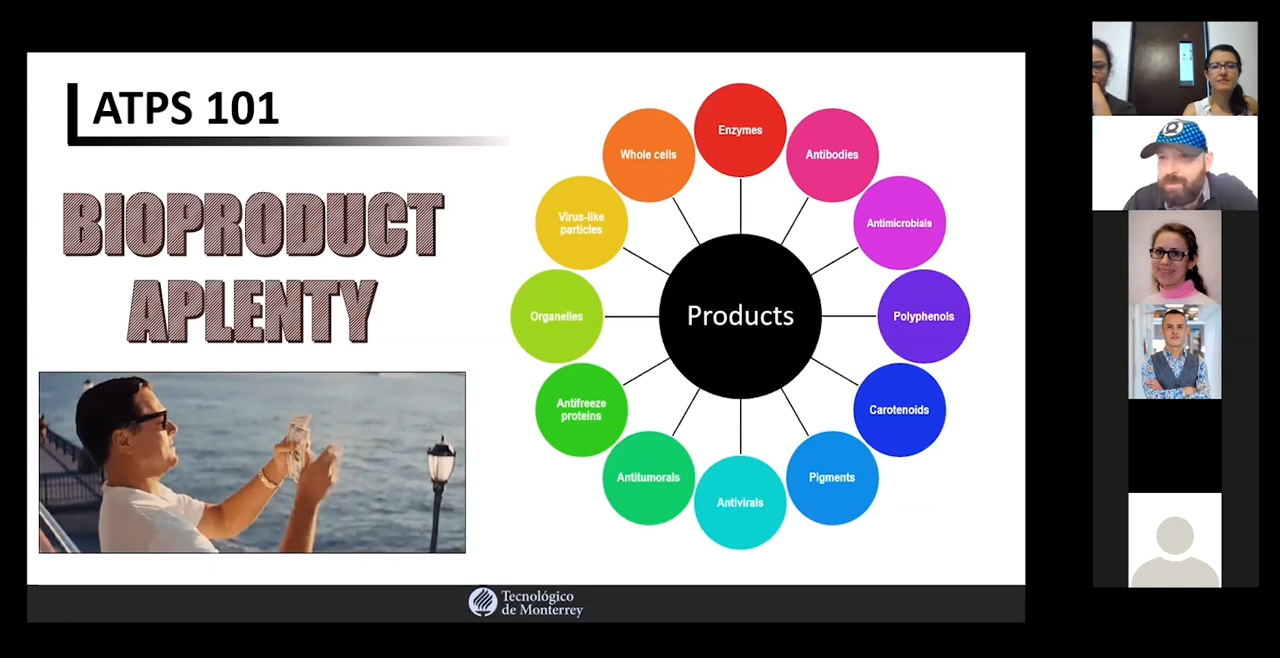 ATPS 101
BIOPRODUCT
APLENTY
Products
Enzymes
Antibodies
Antimicrobials
Polyphenols
Carotenoids
Pigments
Antivirals
Antitumorals
Antifreeze
proteins
Organelles
Virus-like
particles
Whole cells
Tecnológico
de Monterrey